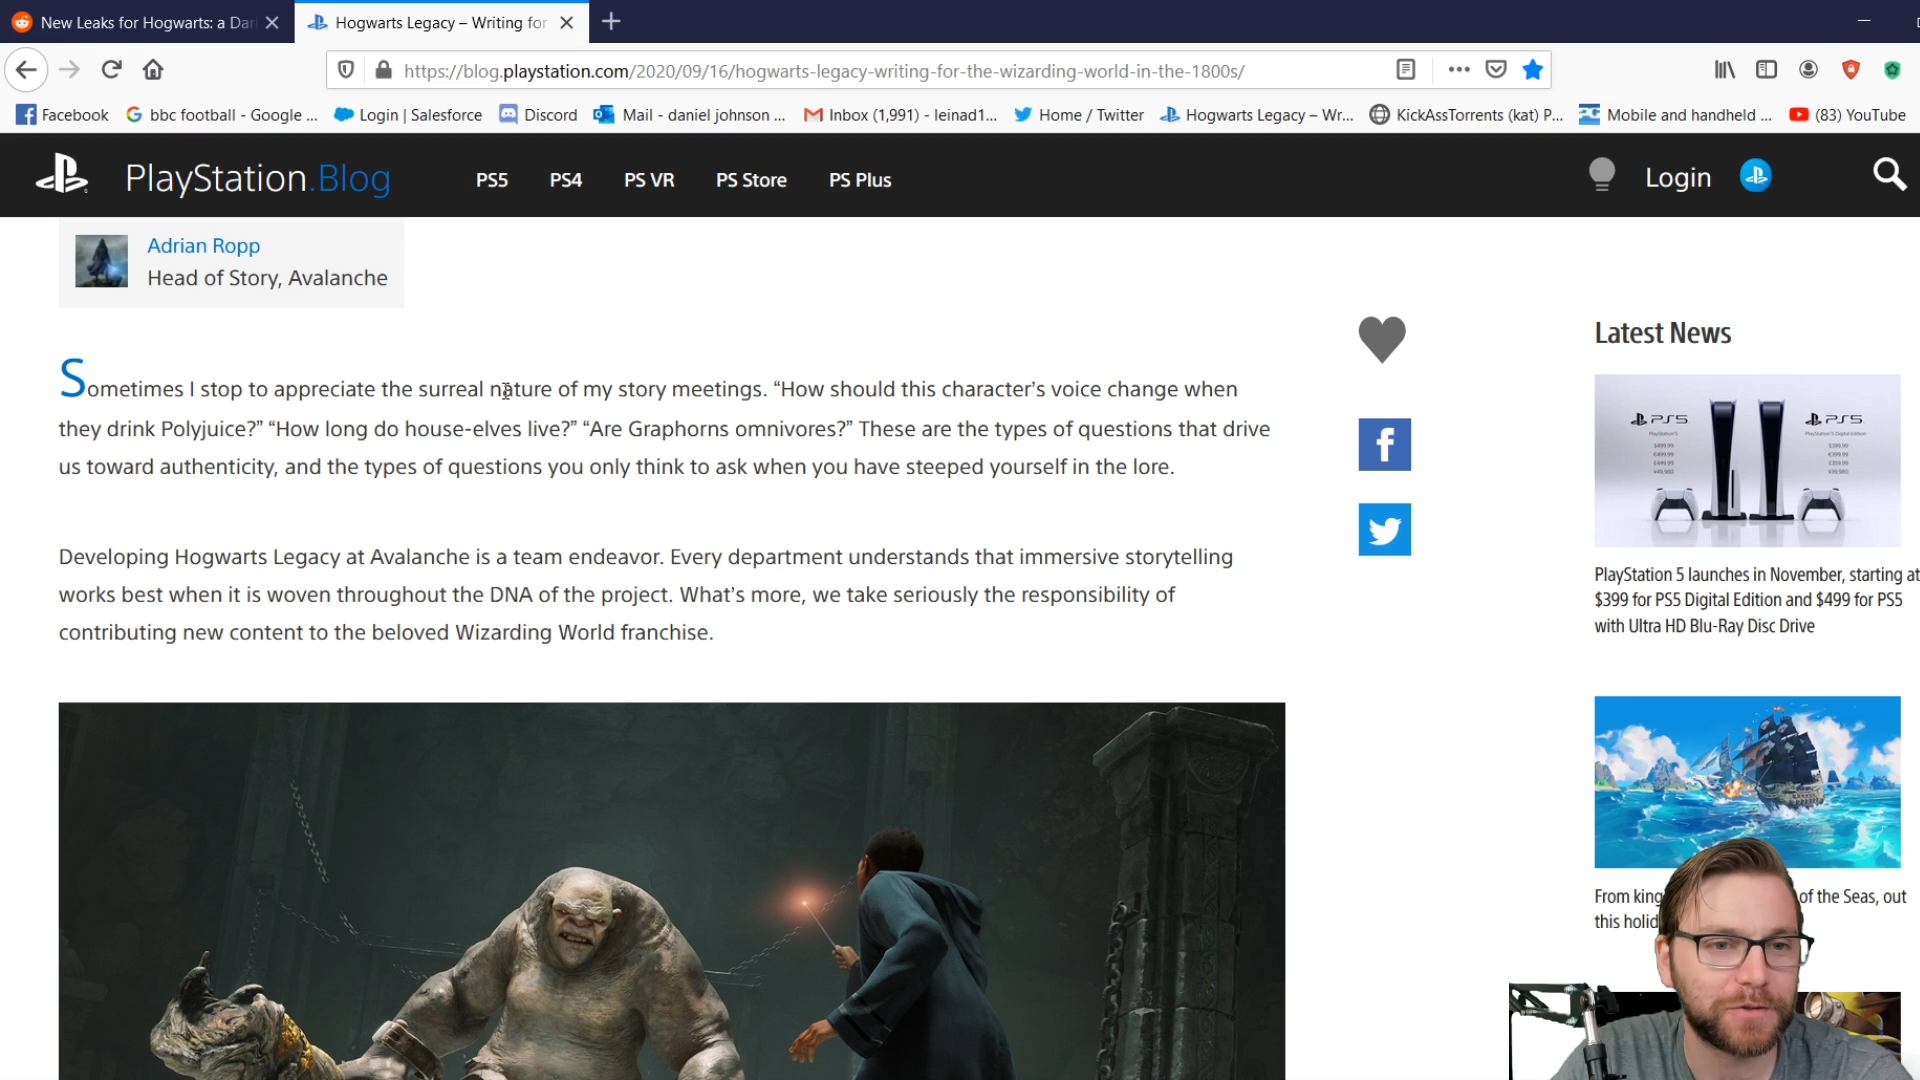 New Leaks for Hogwarts: a Dar
Hogwarts Legacy – Writing for
https://blog.playstation.com/2020/09/16/hogwarts-legacy-writing-for-the-wizarding-world-in-the-1800s/
Facebook
bbc football - Google ...
Login | Salesforce
Discord
Mail - daniel johnson ...
Inbox (1,991) - leinad1...
Home / Twitter
Hogwarts Legacy – Wr...
KickAssTorrents (kat) P...
Mobile and handheld ...
(83) YouTube
PlayStation.Blog
PS5
PS4
PS VR
PS Store
PS Plus
Login
Adrian Ropp
Head of Story, Avalanche
Sometimes I stop to appreciate the surreal nature of my story meetings. “How should this character’s voice change when
they drink Polyjuice?” “How long do house-elves live?” “Are Graphorns omnivores?” These are the types of questions that drive
us toward authenticity, and the types of questions you only think to ask when you have steeped yourself in the lore.
Developing Hogwarts Legacy at Avalanche is a team endeavor. Every department understands that immersive storytelling
works best when it is woven throughout the DNA of the project. What’s more, we take seriously the responsibility of
contributing new content to the beloved Wizarding World franchise.
Latest News
PS5
PS5
PlayStation 5 launches in November, starting at
$399 for PS5 Digital Edition and $499 for PS5
with Ultra HD Blu-Ray Disc Drive
From king of the Seas, out
this holid